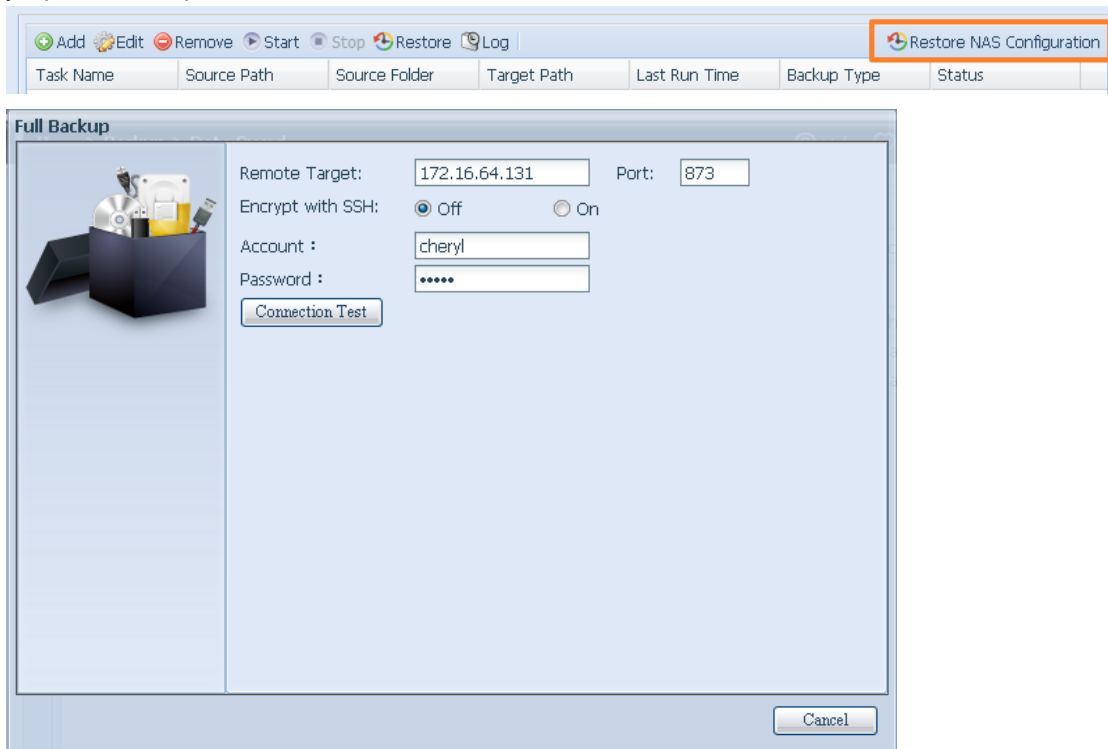 Add Edit Remove Start Stop Restore Log Restore NAS Configuration
Task Name Source Path Source Folder Target Path Last Run Time Backup Type Status
Full Backup
Remote Target: 172.16.64.131 Port: 873
Encrypt with SSH: Off On
Account : cheryl
Password : •••••
Connection Test
Cancel